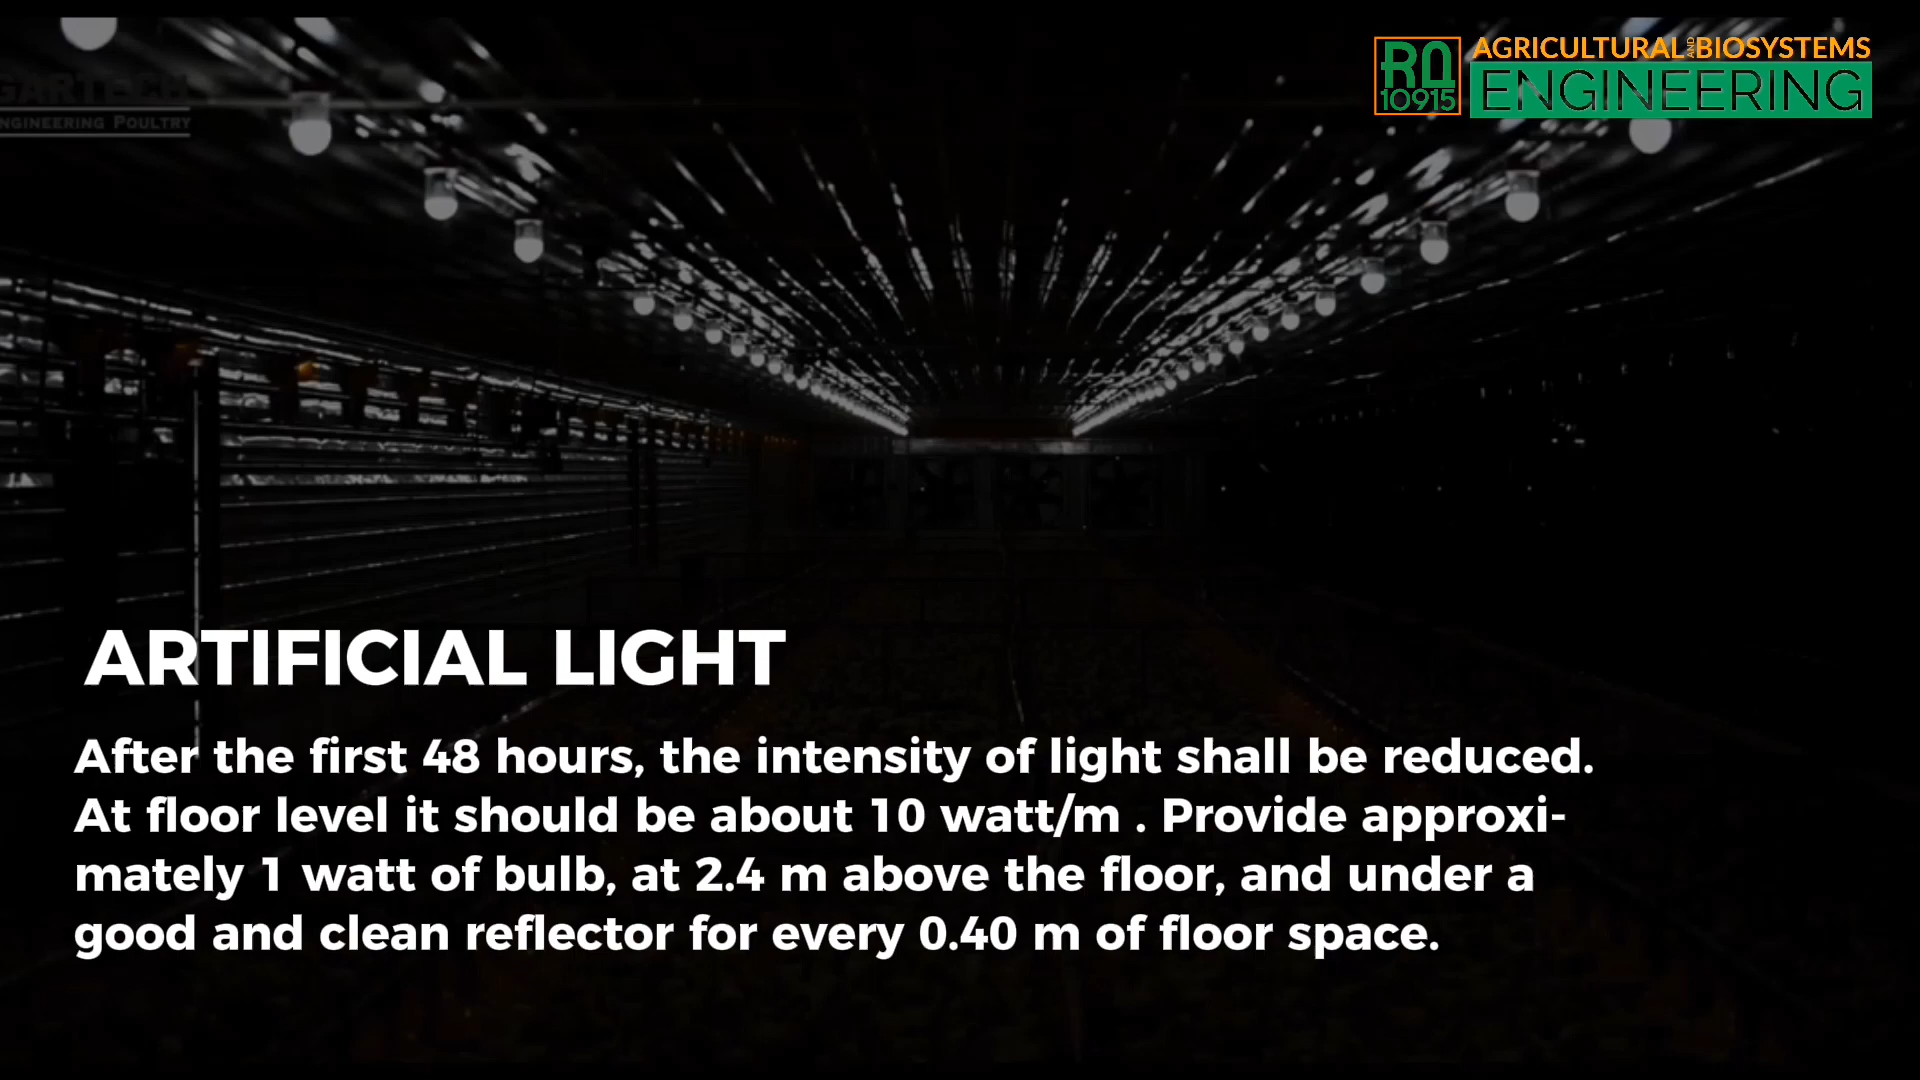 GARTECH
NGINEERING POULTRY
RA
10915
AGRICULTURAL AND BIOSYSTEMS
ENGINEERING
ARTIFICIAL LIGHT
After the first 48 hours, the intensity of light shall be reduced.
At floor level it should be about 10 watt/m . Provide approxi-
mately 1 watt of bulb, at 2.4 m above the floor, and under a
good and clean reflector for every 0.40 m of floor space.